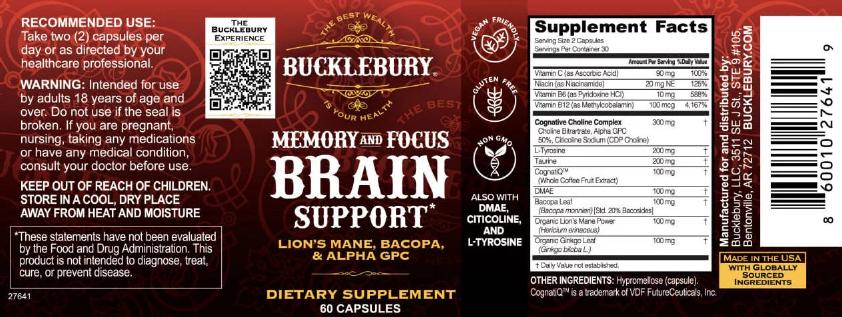 RECOMMENDED USE:
Take two (2) capsules per
day or as directed by your
healthcare professional.
WARNING: Intended for use
by adults 18 years of age and
over. Do not use if the seal is
broken. If you are pregnant,
nursing, taking any medications
or have any medical condition,
consult your doctor before use.
KEEP OUT OF REACH OF CHILDREN.
STORE IN A COOL, DRY PLACE
AWAY FROM HEAT AND MOISTURE
*These statements have not been evaluated
by the Food and Drug Administration. This
product is not intended to diagnose, treat,
cure, or prevent disease.
27641
THE
BUCKLEBURY
EXPERIENCE
THE BEST WEALTH
BUCKLEBURY®
IS YOUR HEALTH
THE BEST
MEMORY AND FOCUS
BRAIN
SUPPORT*
LION'S MANE, BACOPA,
& ALPHA GPC
DIETARY SUPPLEMENT
60 CAPSULES
VEGAN FRIENDLY
GLUTEN FREE
NON GMO
ALSO WITH
DMAE,
CITICOLINE,
AND
L-TYROSINE
Supplement Facts
Serving Size 2 Capsules
Servings Per Container 30
Amount Per Serving %Daily Value
Vitamin C (as Ascorbic Acid) 90 mg 100%
Niacin (as Niacinamide) 20 mg NE 125%
Vitamin B6 (as Pyridoxine HCl) 10 mg 588%
Vitamin B12 (as Methylcobalamin) 100 mcg 4,167%
Cognative Choline Complex 300 mg †
Choline Bitartrate, Alpha GPC
50%, Citicoline Sodium (CDP Choline)
L-Tyrosine 200 mg †
Taurine 200 mg †
CognatiQ™ 100 mg †
(Whole Coffee Fruit Extract)
DMAE 100 mg †
Bacopa Leaf 100 mg †
(Bacopa monnieri) [Std. 20% Bacosides]
Organic Lion's Mane Power 100 mg †
(Hericium erinaceus)
Organic Ginkgo Leaf 100 mg †
(Ginkgo biloba L.)
† Daily Value not established.
OTHER INGREDIENTS: Hypromellose (capsule).
CognatiQ™ is a trademark of VDF FutureCeuticals, Inc.
Manufactured for and distributed by:
Bucklebury, LLC, 3511 SE J St., STE 9 #105,
Bentonville, AR 72712 BUCKLEBURY.COM
MADE IN THE USA
WITH GLOBALLY
SOURCED
INGREDIENTS
8 60010 27641 9